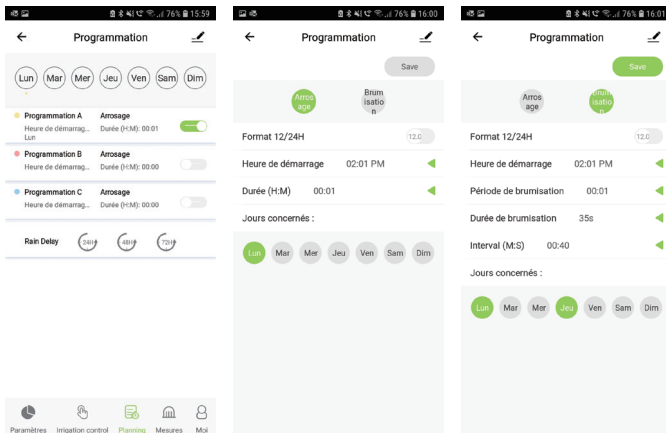 76% 15:59
Programmation
Lun Mar Mer Jeu Ven Sam Dim
Programmation A Arrosage
Heure de démarrag... Durée (H:M): 00:01
Lun
Programmation B Arrosage
Heure de démarrag... Durée (H:M): 00:00
Programmation C Arrosage
Heure de démarrag... Durée (H:M): 00:00
Rain Delay 24H 48H 72H
Paramètres Irrigation control Planning Mesures Moi
76% 16:00
Programmation
Save
Arros
age
Brum
isatio
n
Format 12/24H 12.0
Heure de démarrage 02:01 PM
Durée (H:M) 00:01
Jours concernés :
Lun Mar Mer Jeu Ven Sam Dim
76% 16:01
Programmation
Save
Arros
age
Brum
isatio
n
Format 12/24H 12.0
Heure de démarrage 02:01 PM
Période de brumisation 00:01
Durée de brumisation 35s
Interval (M:S) 00:40
Jours concernés :
Lun Mar Mer Jeu Ven Sam Dim